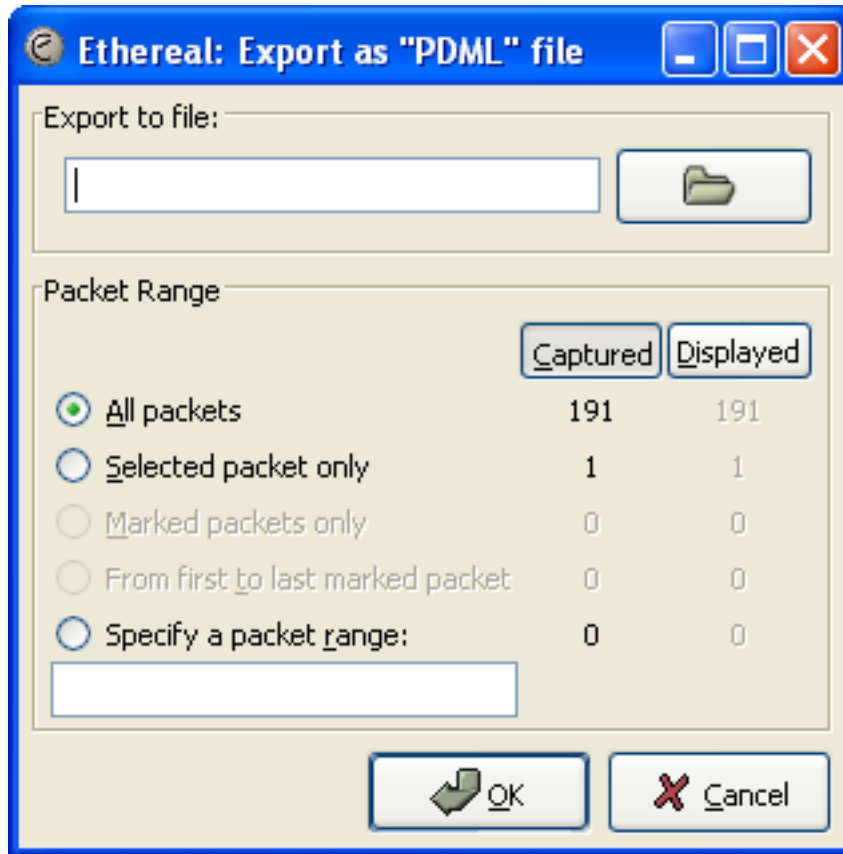 Ethereal: Export as "PDML" file
Export to file:
Packet Range
Captured Displayed
All packets 191 191
Selected packet only 1 1
Marked packets only 0 0
From first to last marked packet 0 0
Specify a packet range: 0 0
OK Cancel